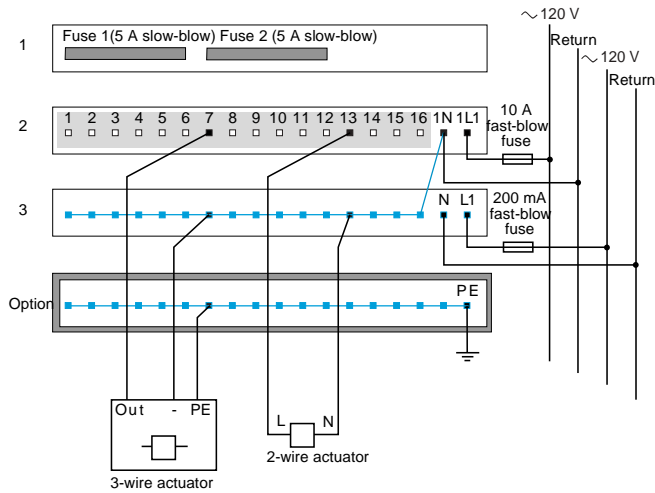 ∼ 120 V
1 Fuse 1(5 A slow-blow) Fuse 2 (5 A slow-blow)
Return
∼ 120 V
Return
2 1 2 3 4 5 6 7 8 9 10 11 12 13 14 15 16 1N 1L1
10 A
fast-blow
fuse
3 N L1
200 mA
fast-blow
fuse
Option PE
Out - PE
L N
2-wire actuator
3-wire actuator